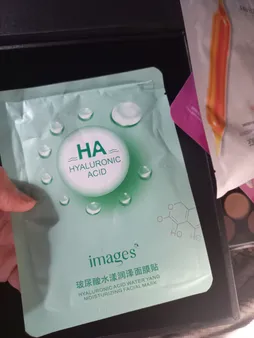 HA
HYALURONIC
ACID
images
玻尿酸水漾润泽面膜贴
HYALURONIC ACID WATER YANG
MOISTURIZING FACIAL MASK